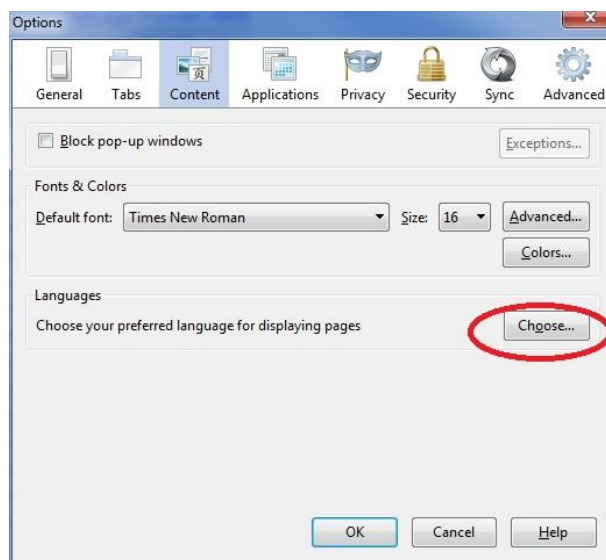 Options
General Tabs Content Applications Privacy Security Sync Advanced
Block pop-up windows Exceptions...
Fonts & Colors
Default font: Times New Roman Size: 16 Advanced...
Colors...
Languages
Choose your preferred language for displaying pages Choose...
OK Cancel Help